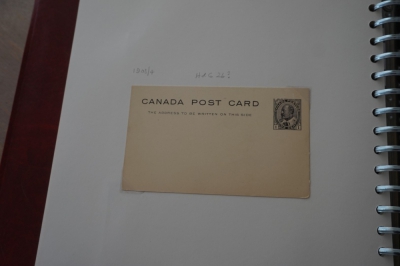 CANADA POST CARD
THE ADDRESS TO BE WRITTEN ON THIS SIDE